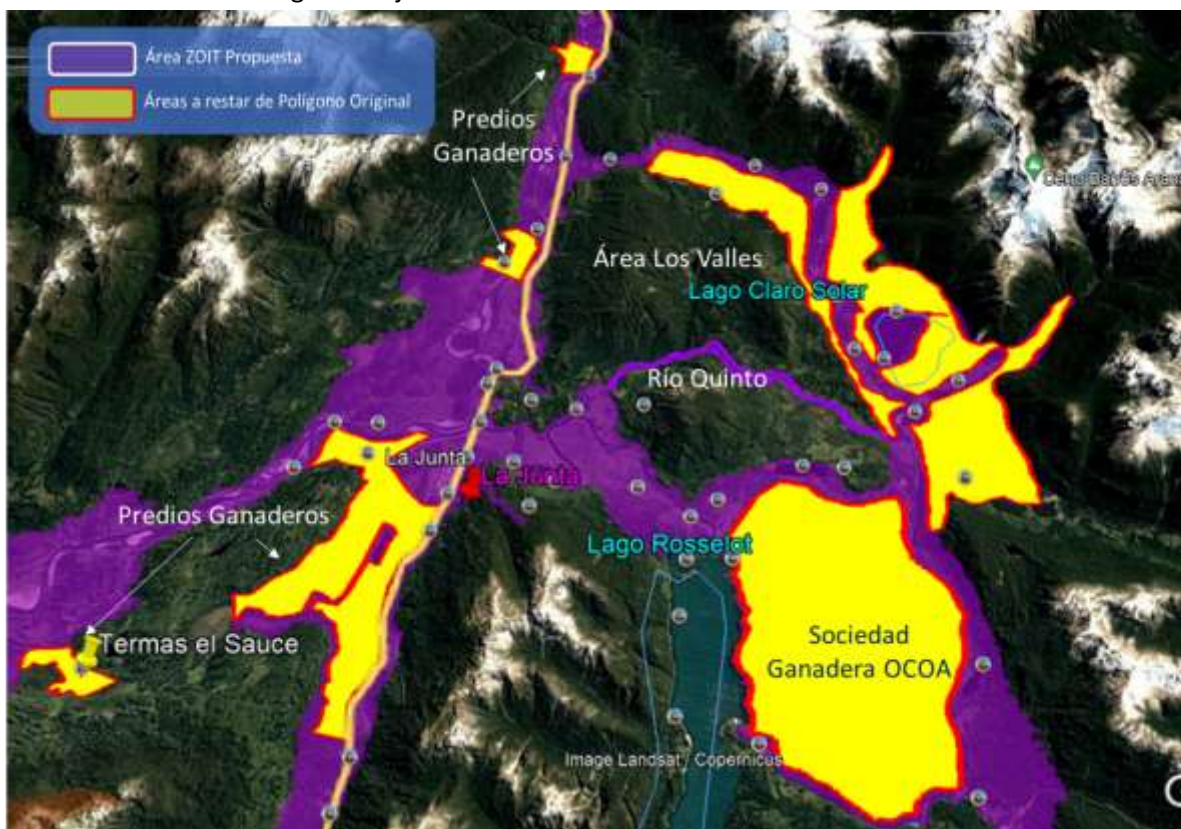 Área ZOIT Propuesta
Áreas a restar de Polígono Original
Predios
Ganaderos
Área Los Valles
Lago Claro Solar
Río Quinto
La Junta
La Junta
Predios Ganaderos
Lago Rosselot
Termas el Sauce
Sociedad
Ganadera OCOA
Image Landsat / Copernicus